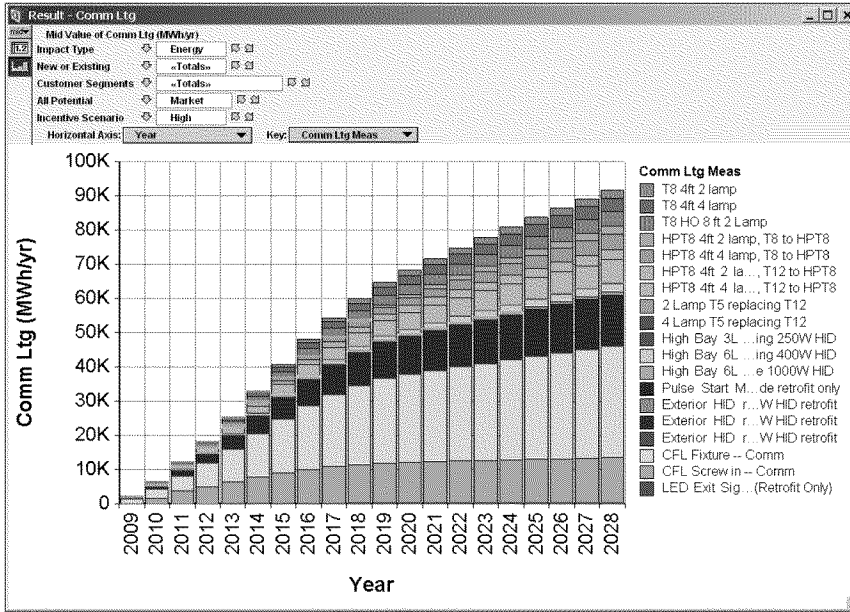 Result - Comm Ltg
mid
Mid Value of Comm Ltg (MWh/yr)
1.2
Impact Type Energy
New or Existing «Totals»
Customer Segments «Totals»
All Potential Market
Incentive Scenario High
Horizontal Axis: Year Key: Comm Ltg Meas
100K
90K
80K
70K
60K
50K
40K
30K
20K
10K
0
Comm Ltg (MWh/yr)
2009 2010 2011 2012 2013 2014 2015 2016 2017 2018 2019 2020 2021 2022 2023 2024 2025 2026 2027 2028
Year
Comm Ltg Meas
T8 4ft 2 lamp
T8 4ft 4 lamp
T8 HO 8 ft 2 Lamp
HPT8 4ft 2 lamp, T8 to HPT8
HPT8 4ft 4 lamp, T8 to HPT8
HPT8 4ft 2 la..., T12 to HPT8
HPT8 4ft 4 la..., T12 to HPT8
2 Lamp T5 replacing T12
4 Lamp T5 replacing T12
High Bay 3L ...ing 250W HID
High Bay 6L ...ing 400W HID
High Bay 6L ...e 1000W HID
Pulse Start M...de retrofit only
Exterior HID r...W HID retrofit
Exterior HID r...W HID retrofit
Exterior HID r...W HID retrofit
CFL Fixture -- Comm
CFL Screw in -- Comm
LED Exit Sig...(Retrofit Only)